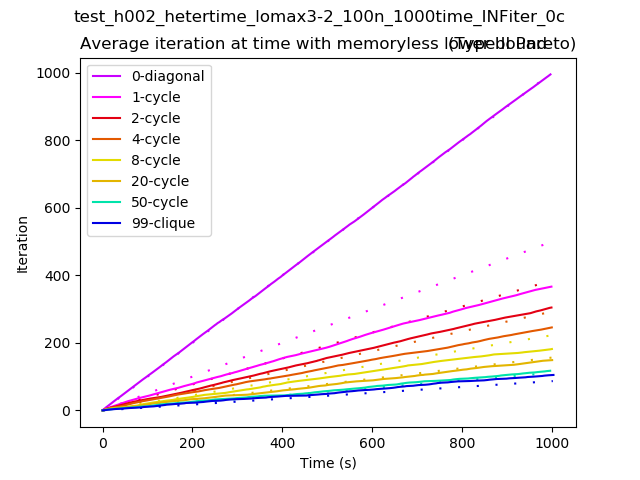 test_h002_hetertime_lomax3-2_100n_1000time_INFiter_0c
Average iteration at time with memoryless lower bound
(Type II Pareto)
1000
800
600
400
200
0
Iteration
0-diagonal
1-cycle
2-cycle
4-cycle
8-cycle
20-cycle
50-cycle
99-clique
0
200
400
600
800
1000
Time (s)